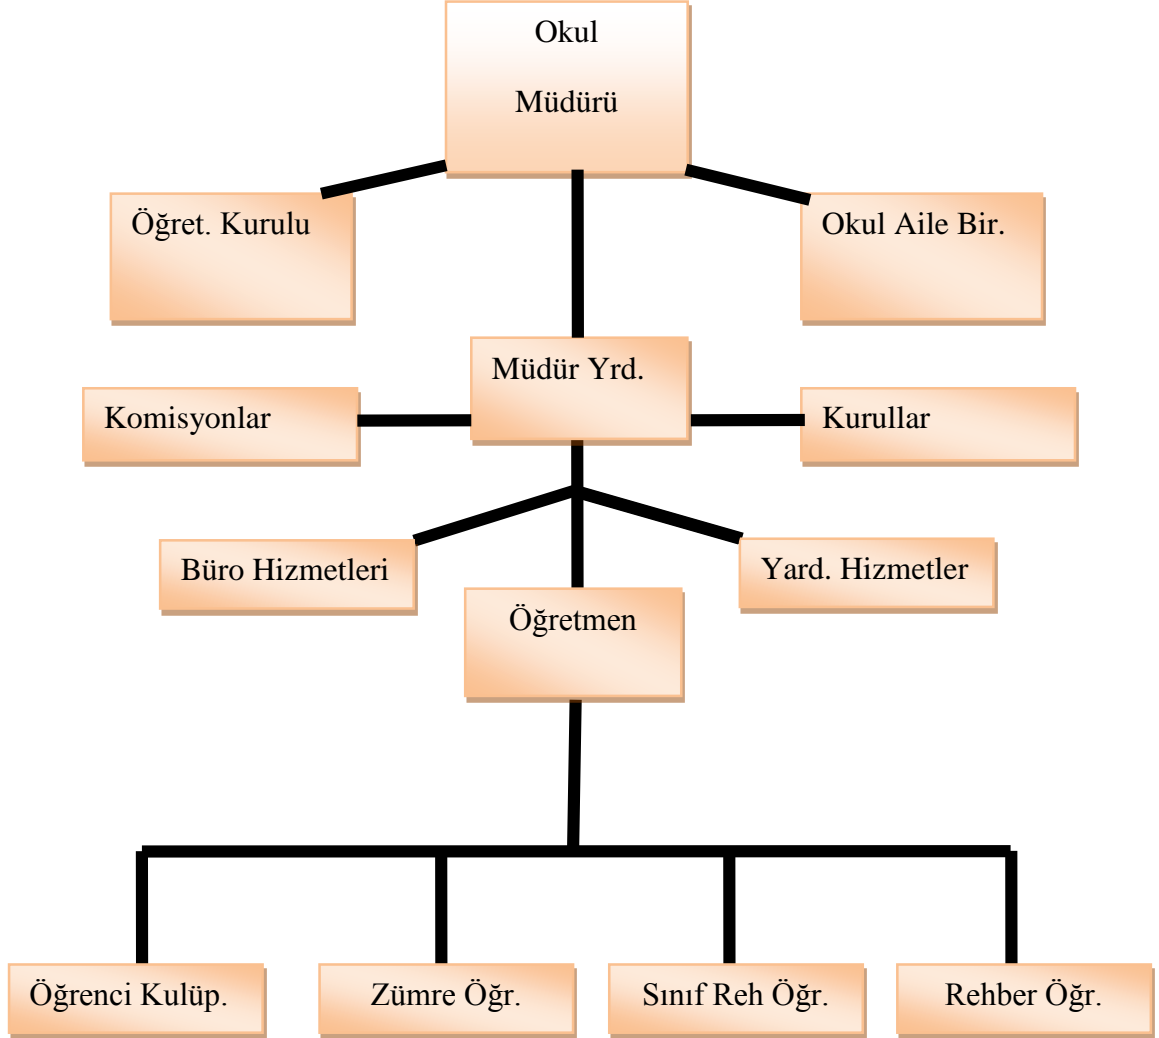 Okul
Müdürü
Öğret. Kurulu
Okul Aile Bir.
Müdür Yrd.
Komisyonlar
Kurullar
Büro Hizmetleri
Yard. Hizmetler
Öğretmen
Öğrenci Kulüp.
Zümre Öğr.
Sınıf Reh Öğr.
Rehber Öğr.